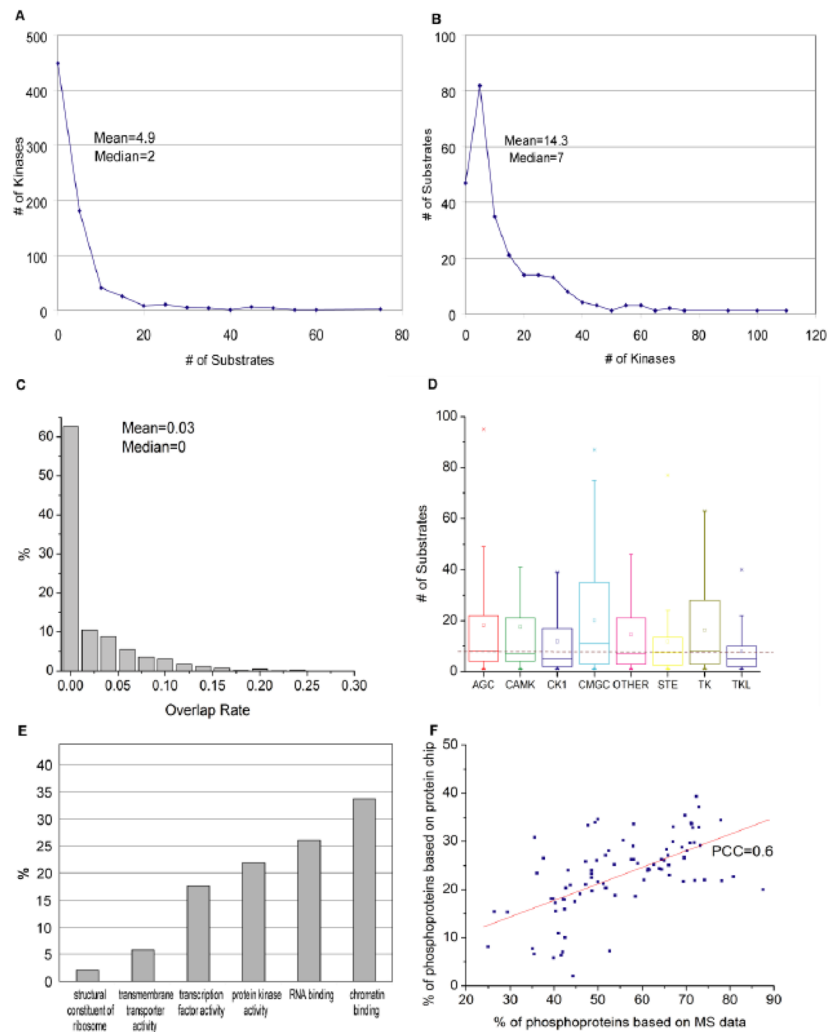 A
500
400
300
200
100
0
# of Kinases
Mean=4.9
Median=2
0 20 40 60 80
# of Substrates
B
100
80
60
40
20
0
# of Substrates
Mean=14.3
Median=7
0 20 40 60 80 100 120
# of Kinases
C
60
50
40
30
20
10
0
%
Mean=0.03
Median=0
0.00 0.05 0.10 0.15 0.20 0.25 0.30
Overlap Rate
D
100
80
60
40
20
0
# of Substrates
AGC CAMK CK1 CMGC OTHER STE TK TKL
E
40
35
30
25
20
15
10
5
0
%
structural transmembrane transcription protein kinase RNA binding chromatin
constituent of transporter factor activity activity binding
ribosome activity
F
50
40
30
20
10
0
% of phosphoproteins based on protein chip
PCC=0.6
20 30 40 50 60 70 80 90
% of phosphoproteins based on MS data